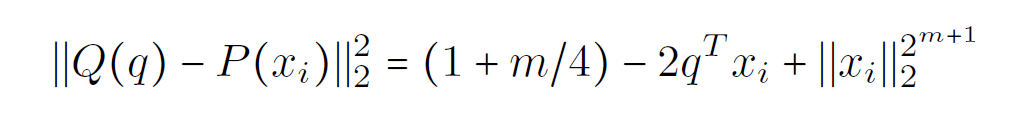 ||Q(q) − P(x_i)||_2^2 = (1 + m/4) − 2q^T x_i + ||x_i||_2^{2^{m+1}}